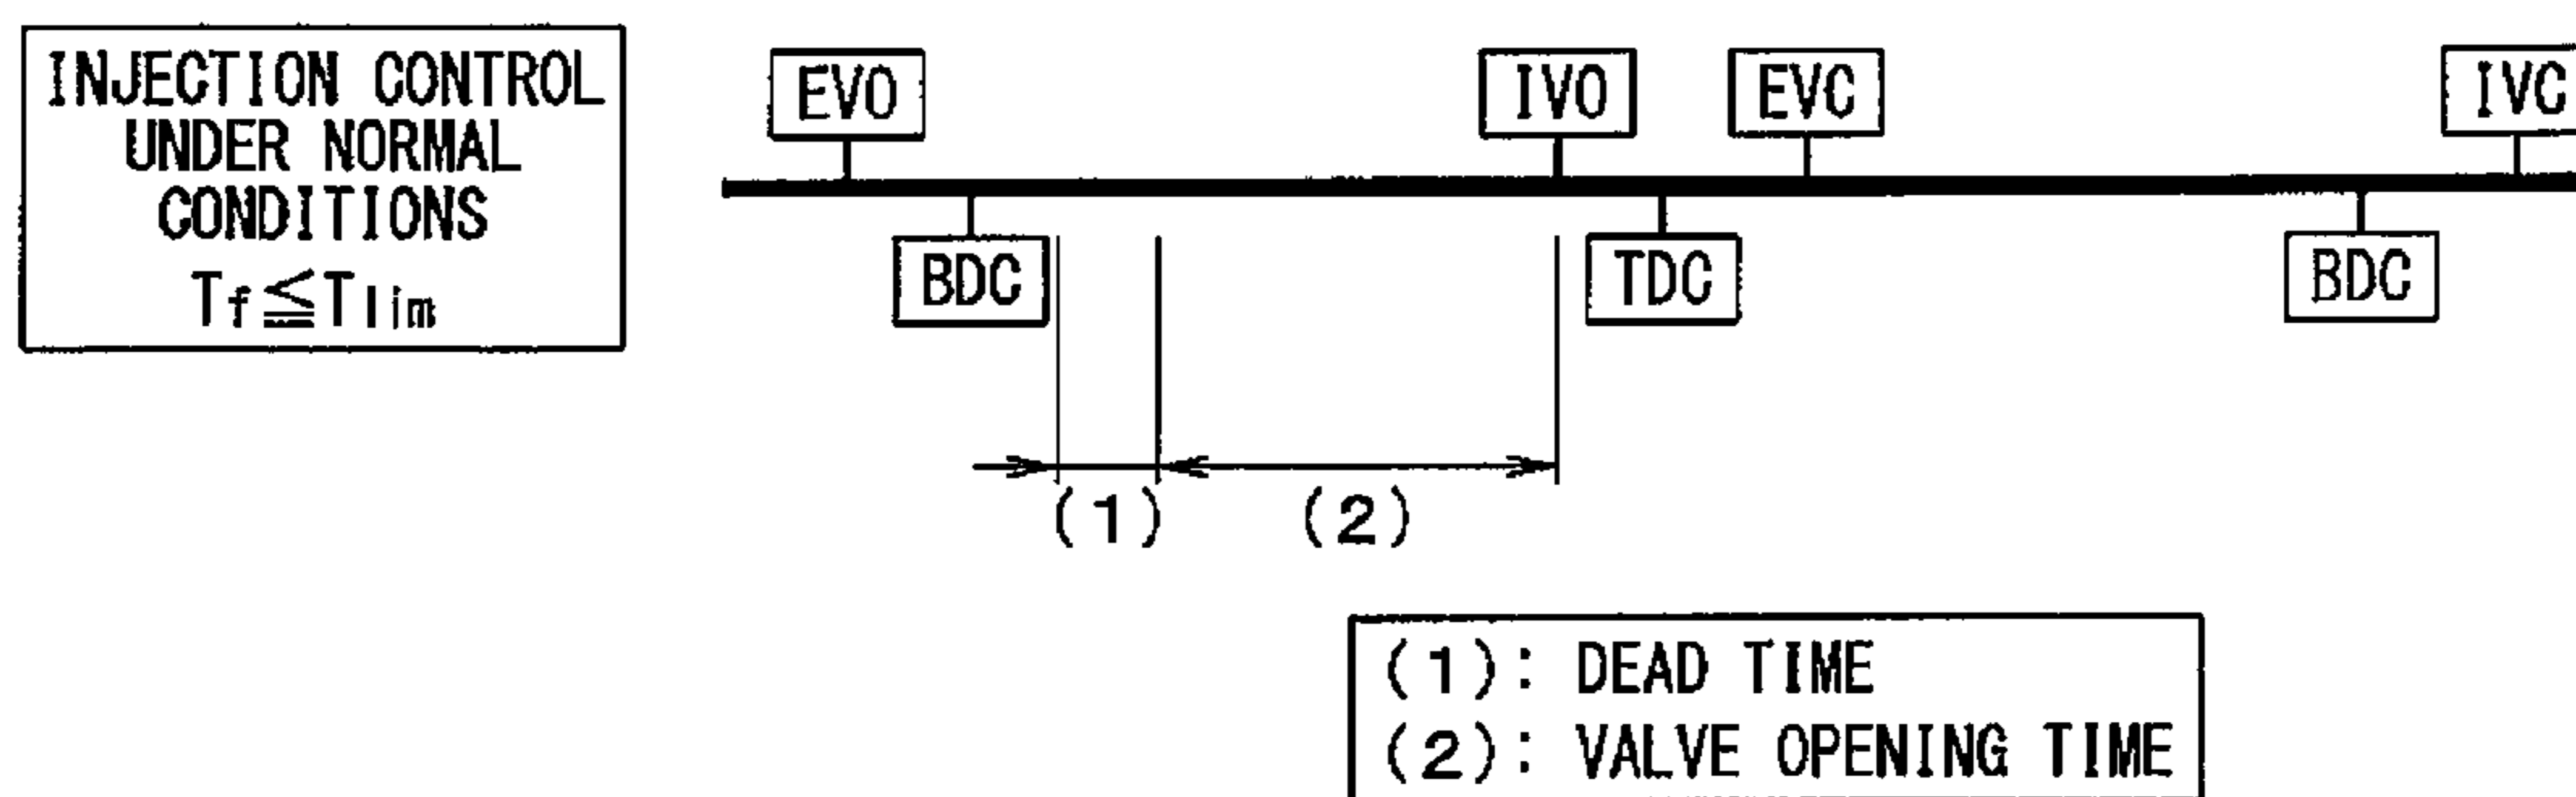 INJECTION CONTROL
UNDER NORMAL
CONDITIONS
Tf≦Tlim
EVO
IVO
EVC
IVC
BDC
TDC
BDC
(1)
(2)
(1): DEAD TIME
(2): VALVE OPENING TIME